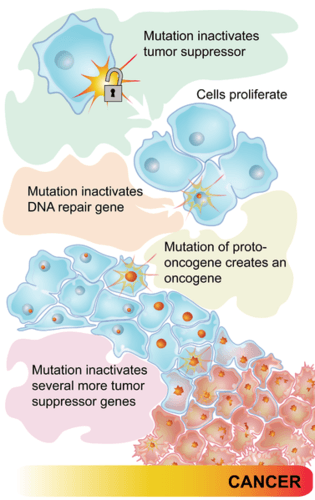 Mutation inactivates
tumor suppressor
Cells proliferate
Mutation inactivates
DNA repair gene
Mutation of proto-
oncogene creates an
oncogene
Mutation inactivates
several more tumor
suppressor genes
CANCER